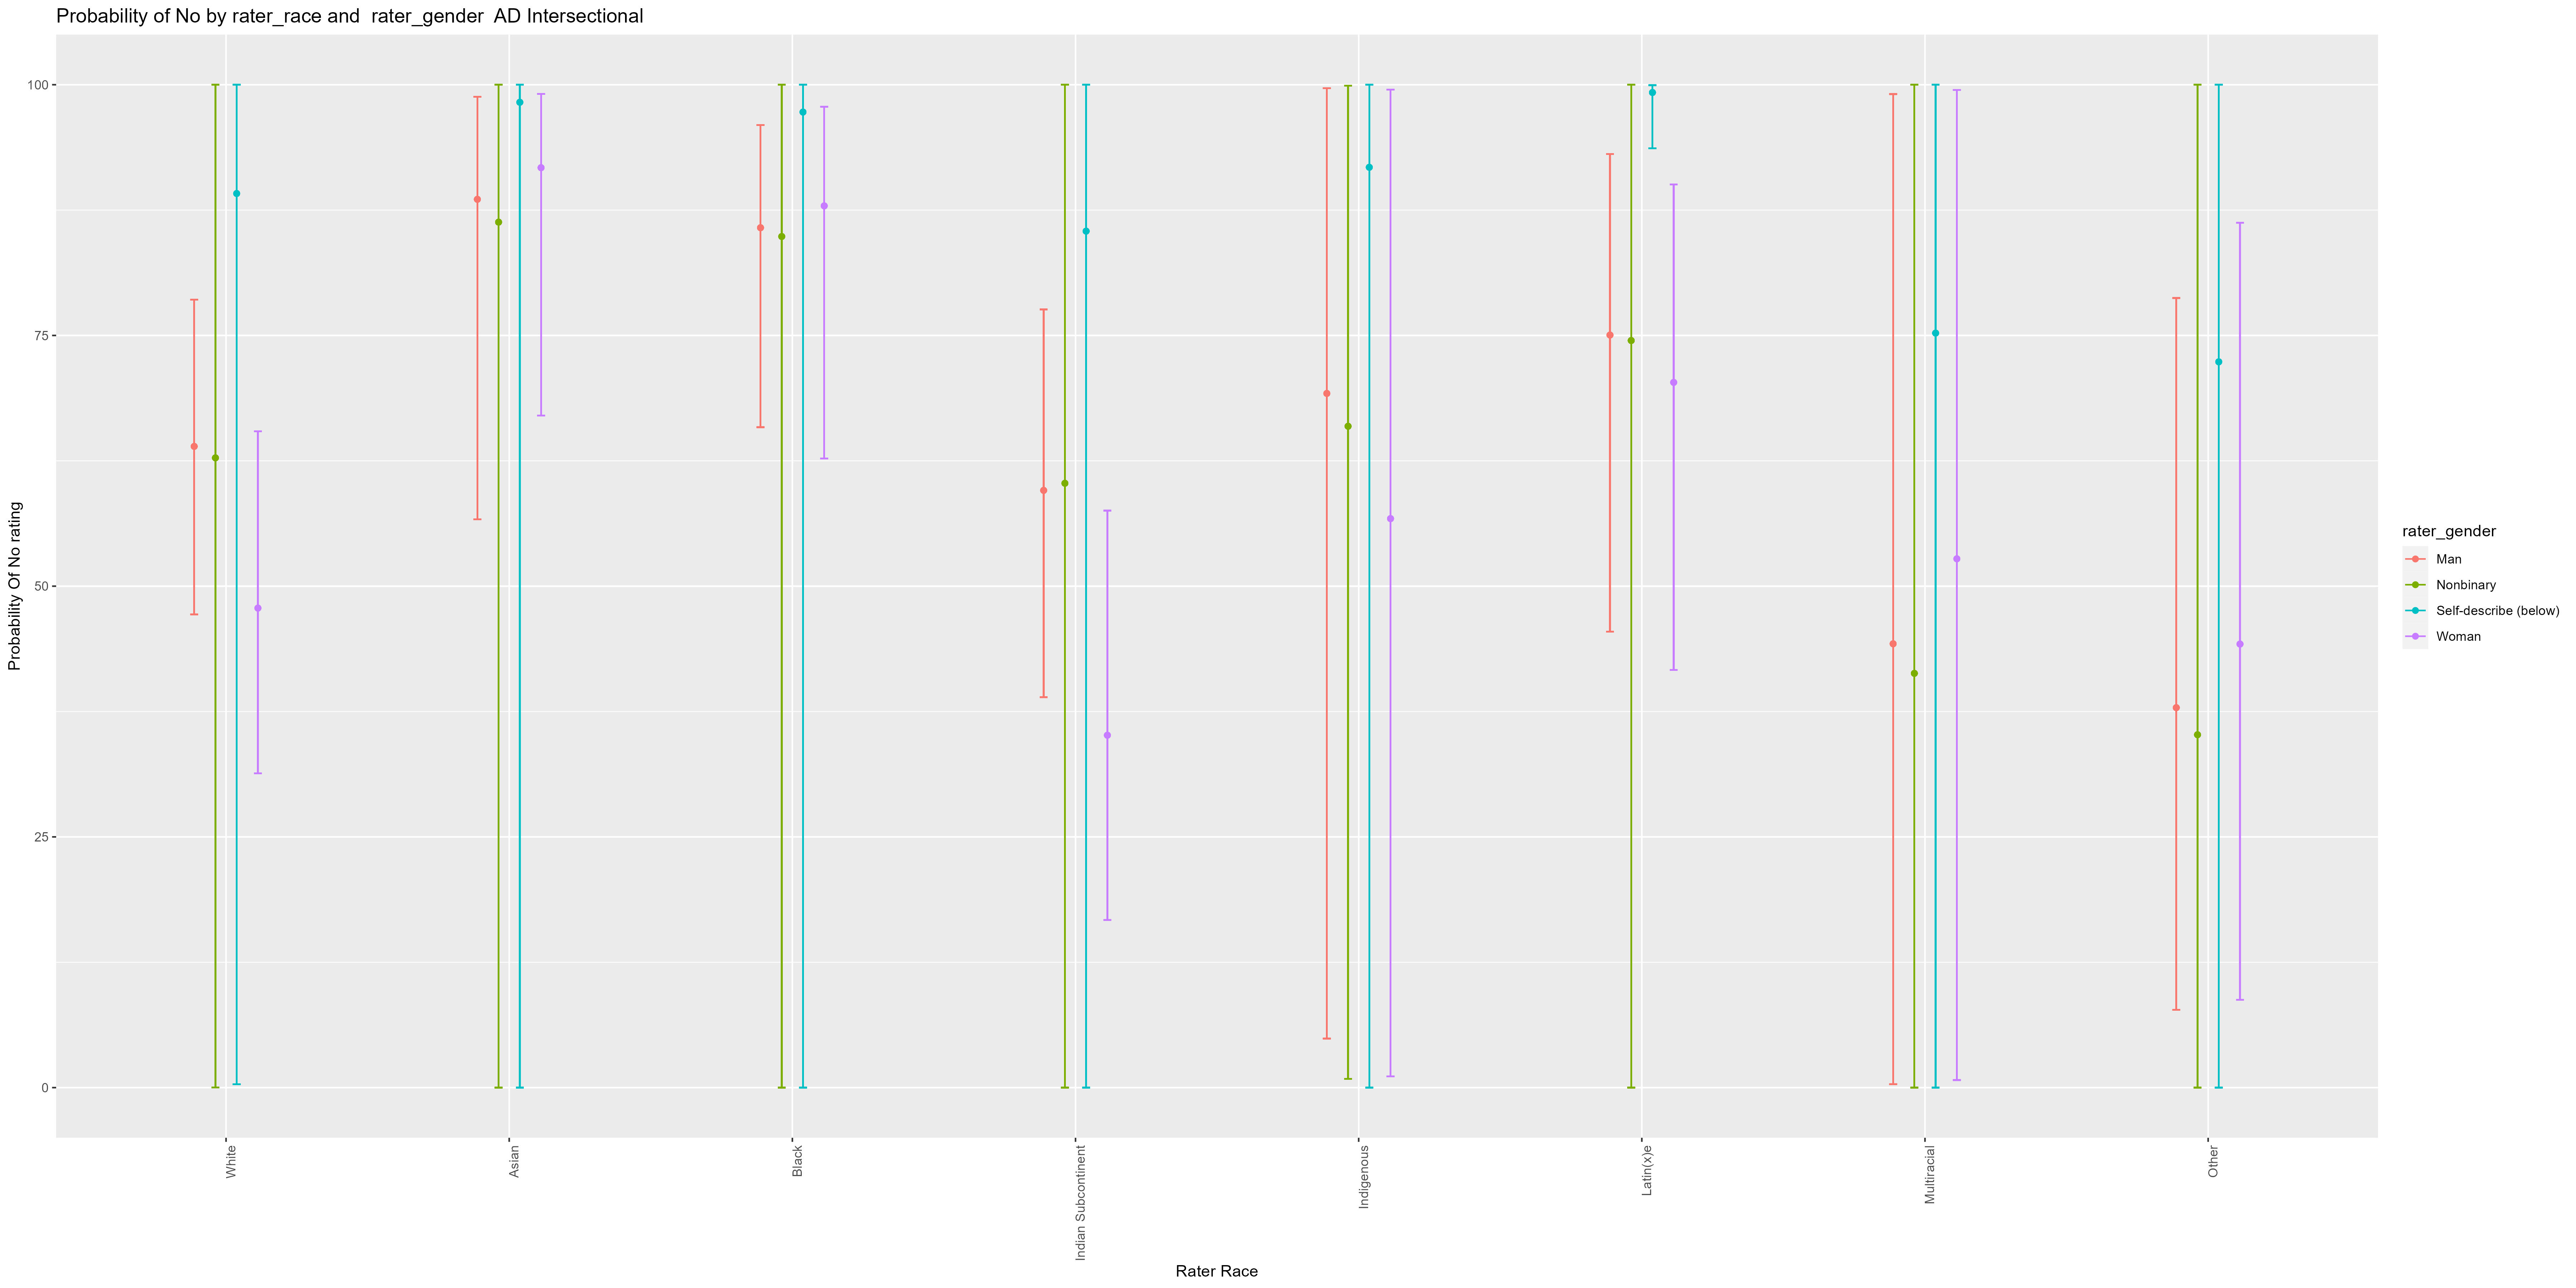 Probability of No by rater_race and  rater_gender  AD Intersectional
Probability Of No rating
100
75
50
25
0
White
Asian
Black
Indian Subcontinent
Indigenous
Latin(x)e
Multiracial
Other
Rater Race
rater_gender
Man
Nonbinary
Self-describe (below)
Woman